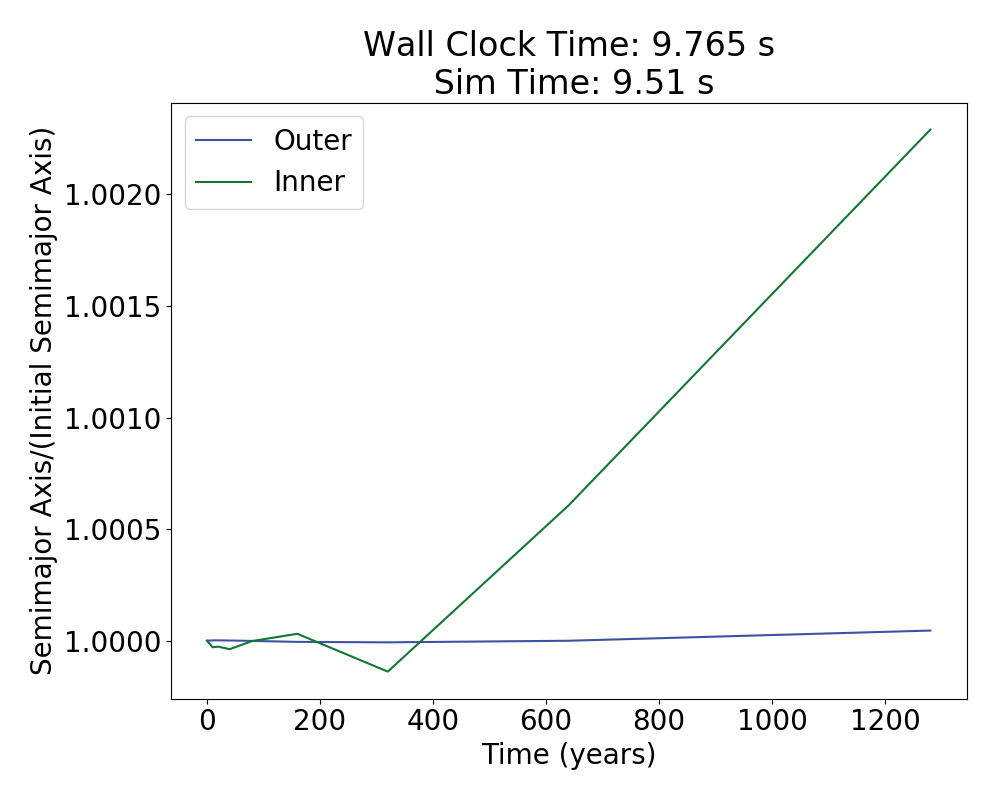 Wall Clock Time: 9.765 s
Sim Time: 9.51 s
Outer
Inner
Semimajor Axis/(Initial Semimajor Axis)
1.0020
1.0015
1.0010
1.0005
1.0000
0 200 400 600 800 1000 1200
Time (years)